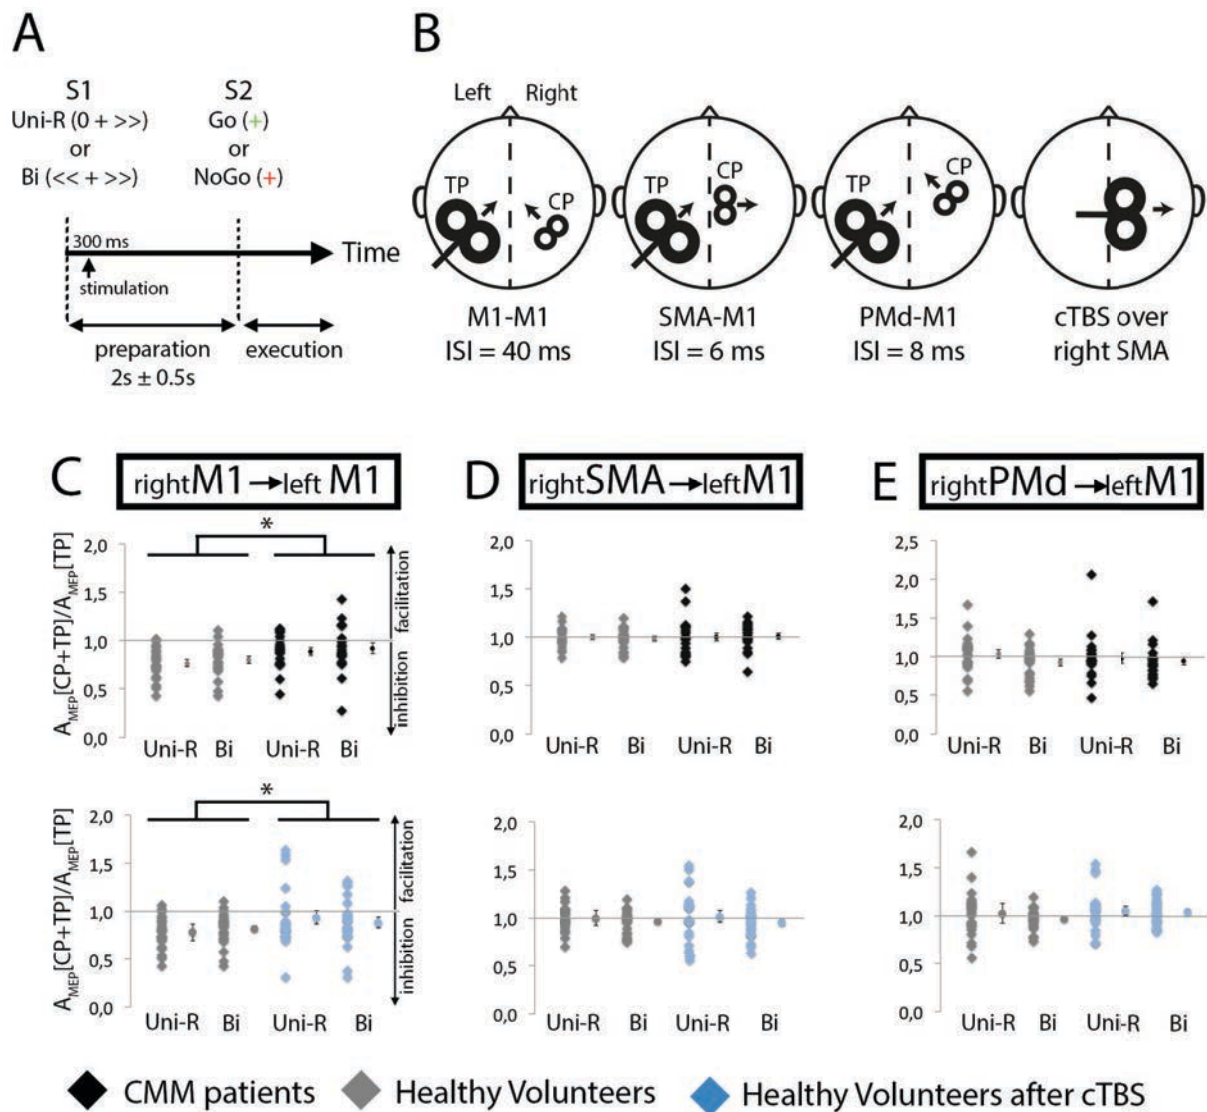 A
S1
S2
Uni-R (0 + >>)
Go (+)
or
or
Bi (<< + >>)
NoGo (+)
300 ms
Time
stimulation
preparation
execution
2s ± 0.5s
B
Left
Right
TP
CP
TP
CP
TP
CP
M1-M1
ISI = 40 ms
SMA-M1
ISI = 6 ms
PMd-M1
ISI = 8 ms
cTBS over
right SMA
C
rightM1→left M1
*
A MEP[CP+TP]/A MEP[TP]
2,0
1,5
1,0
0,5
0,0
facilitation
inhibition
Uni-R Bi Uni-R Bi
*
A MEP[CP+TP]/A MEP[TP]
2,0
1,5
1,0
0,5
0,0
facilitation
inhibition
Uni-R Bi Uni-R Bi
D
rightSMA→leftM1
2,0
1,5
1,0
0,5
0,0
Uni-R Bi Uni-R Bi
2,0
1,5
1,0
0,5
0,0
Uni-R Bi Uni-R Bi
E
rightPMd→leftM1
2,5
2,0
1,5
1,0
0,5
0,0
Uni-R Bi Uni-R Bi
2,0
1,5
1,0
0,5
0,0
Uni-R Bi Uni-R Bi
CMM patients
Healthy Volunteers
Healthy Volunteers after cTBS